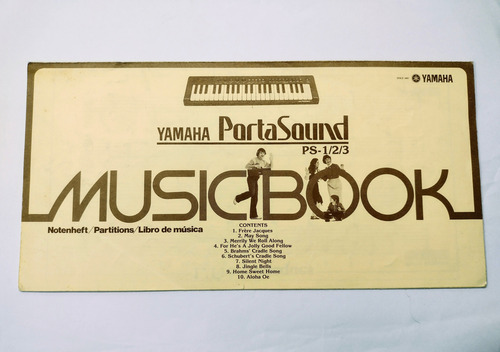 YAMAHA
YAMAHA PortaSound
PS-1/2/3
MUSIC BOOK
Notenheft/Partitions/Libro de música
CONTENTS
1. Frère Jacques
2. May Song
3. Merrily We Roll Along
4. For He's A Jolly Good Fellow
5. Brahms' Cradle Song
6. Schubert's Cradle Song
7. Silent Night
8. Jingle Bells
9. Home Sweet Home
10. Aloha Oe